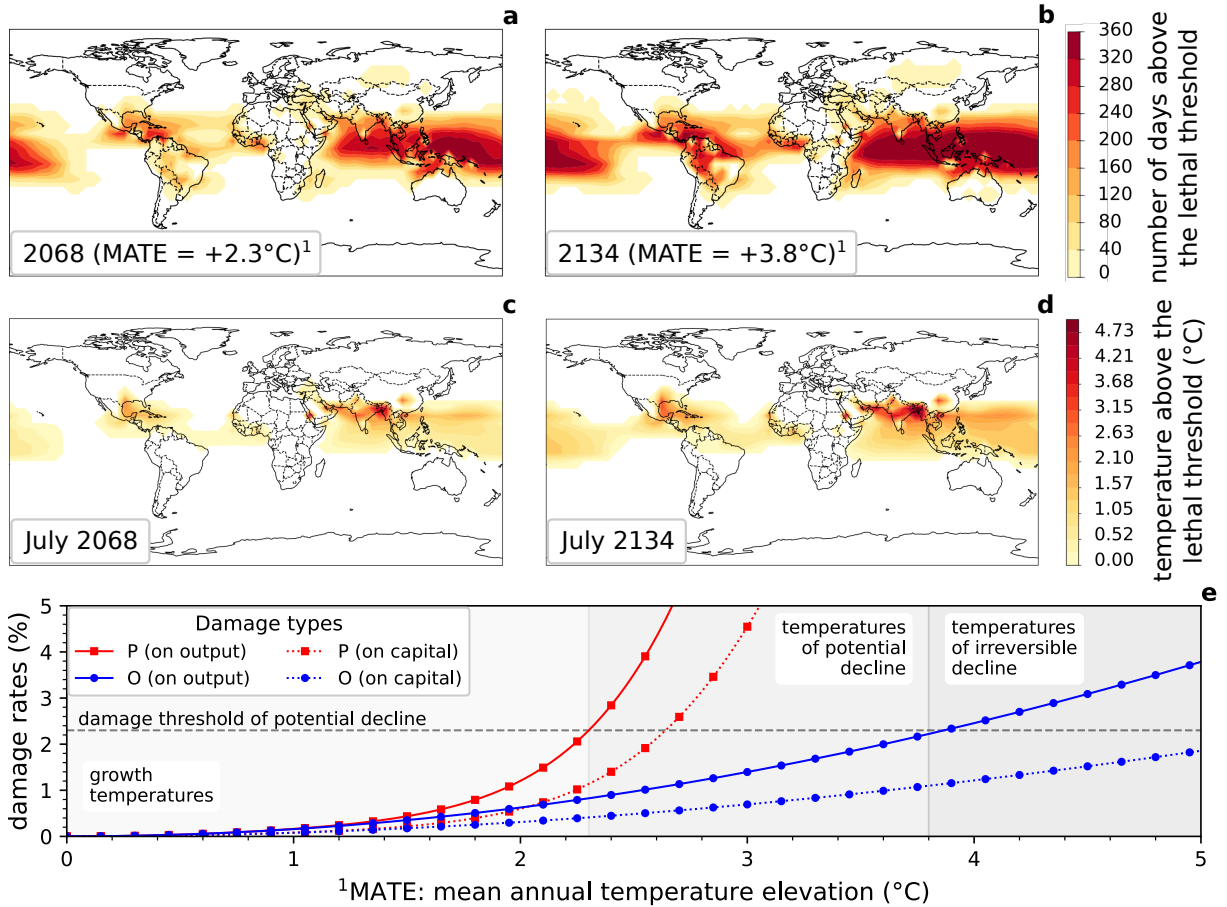 a
2068 (MATE = +2.3°C)¹
b
2134 (MATE = +3.8°C)¹
360
320
280
240
200
160
120
80
40
0
number of days above
the lethal threshold
c
July 2068
d
July 2134
4.73
4.21
3.68
3.15
2.63
2.10
1.57
1.05
0.52
0.00
temperature above the
lethal threshold (°C)
e
damage rates (%)
5
4
3
2
1
0
Damage types
P (on output)
P (on capital)
O (on output)
O (on capital)
temperatures
of potential
decline
temperatures
of irreversible
decline
damage threshold of potential decline
growth
temperatures
0
1
2
3
4
5
¹MATE: mean annual temperature elevation (°C)